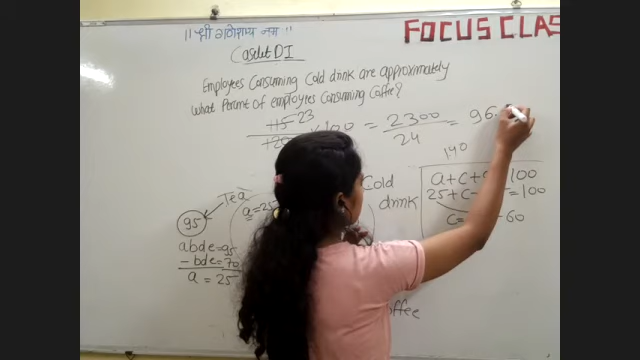 || श्री गणेशाय नमः ||
FOCUS CLAS
Caselet DI
Employees Consuming Cold drink are approximately
What Percent of employees Consuming Coffee?
115 23
120
× 100 = 2300 / 24 = 96.
140
a + c +
100
25 + c
= 100
c =
60
Cold
drink
Tea
95
a = 25
abde = 95
- bde = 70
a = 25